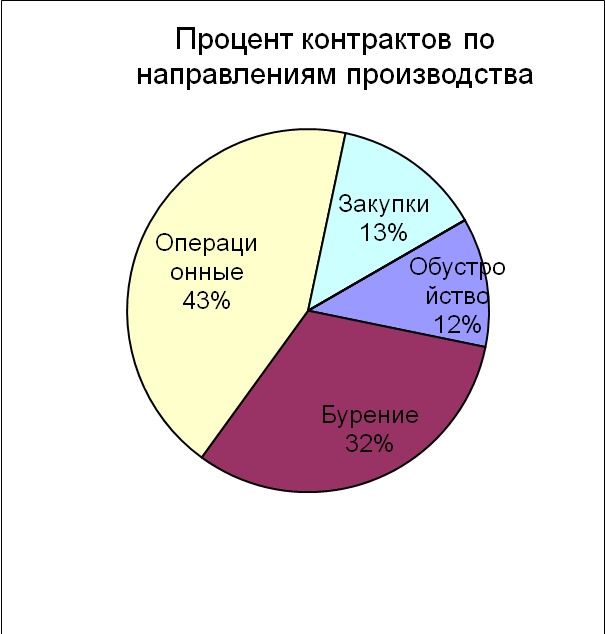 Процент контрактов по
направлениям производства
Закупки
13%
Операци
онные
43%
Обустро
йство
12%
Бурение
32%